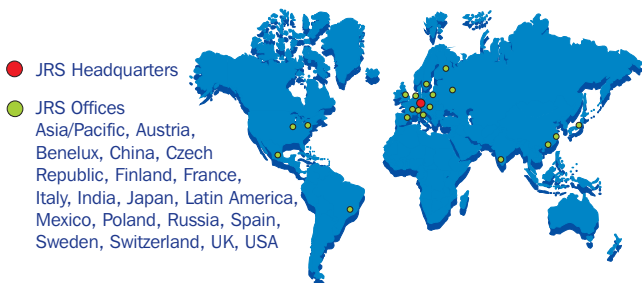 JRS Headquarters
JRS Offices
Asia/Pacific, Austria,
Benelux, China, Czech
Republic, Finland, France,
Italy, India, Japan, Latin America,
Mexico, Poland, Russia, Spain,
Sweden, Switzerland, UK, USA